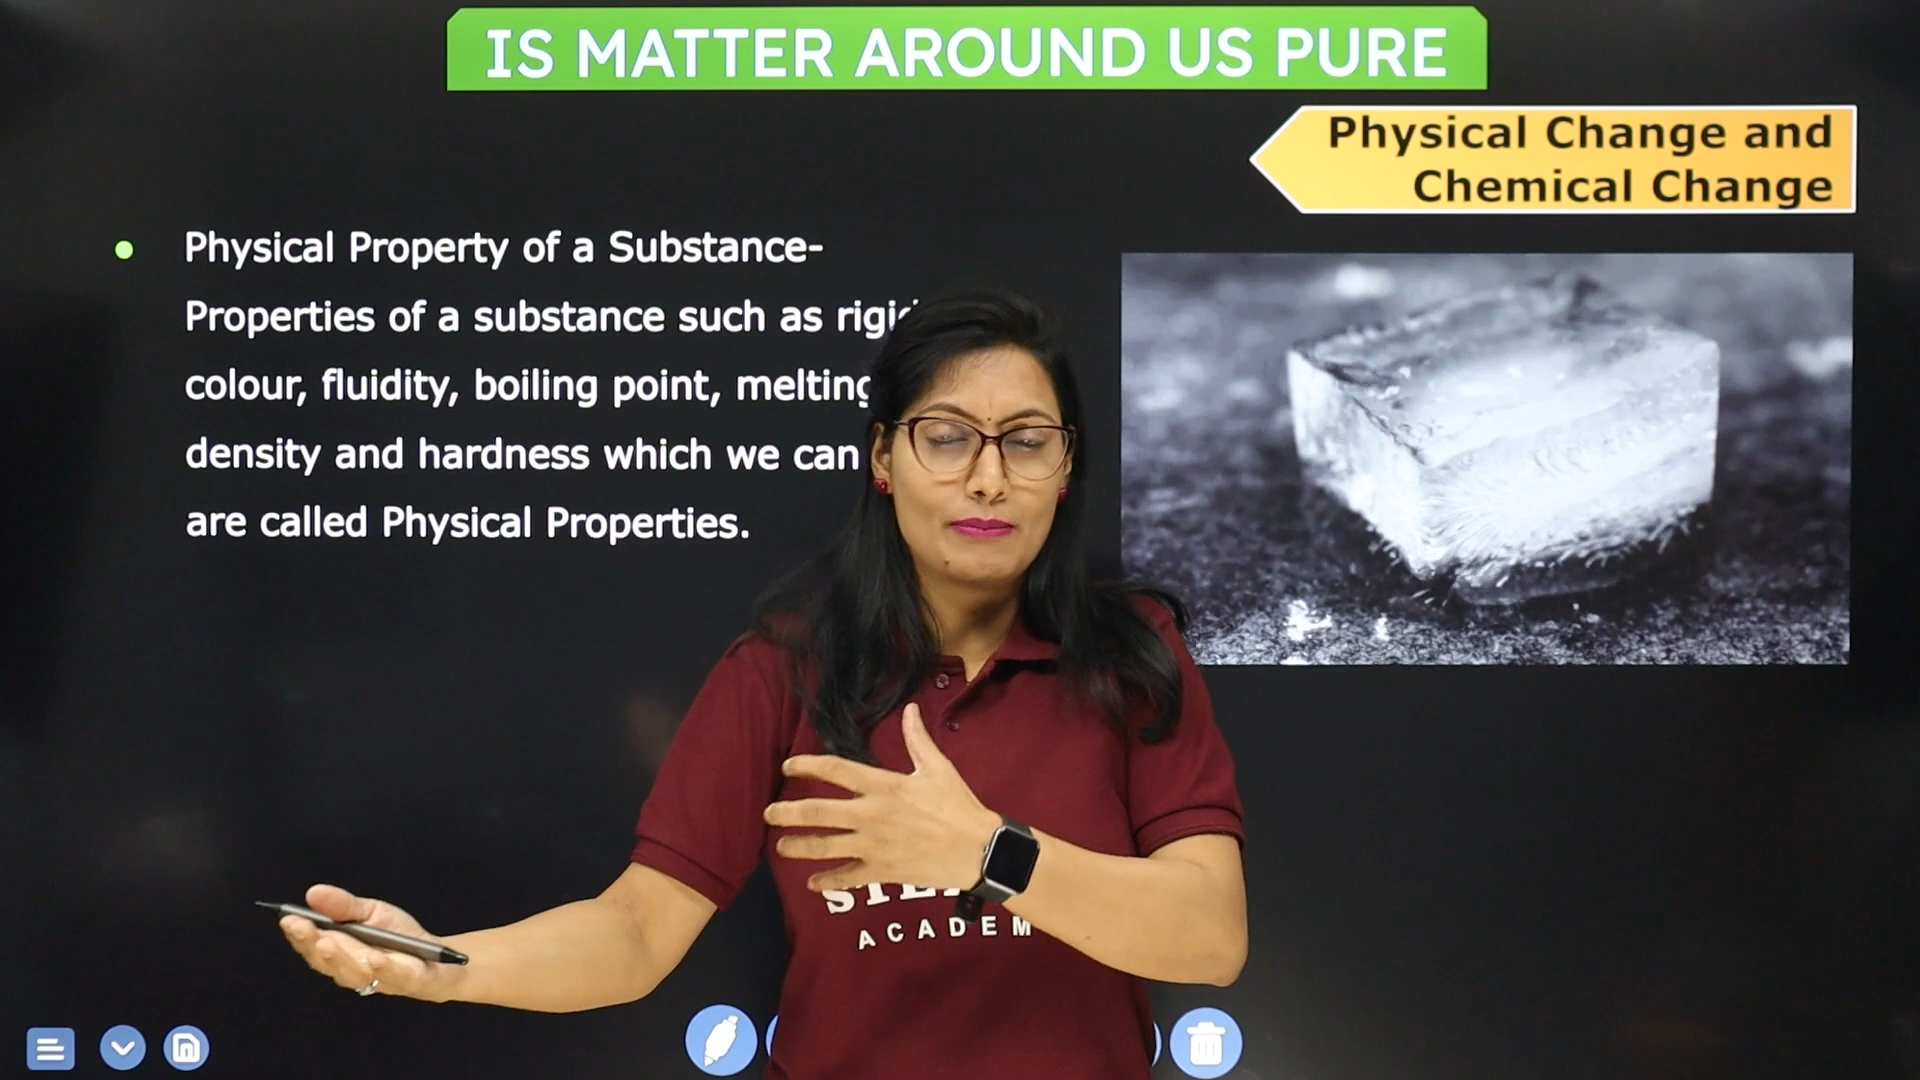 IS MATTER AROUND US PURE
Physical Change and
Chemical Change
Physical Property of a Substance-
Properties of a substance such as
colour, fluidity, boiling point, melting
density and hardness which we can
are called Physical Properties.
ACADEM